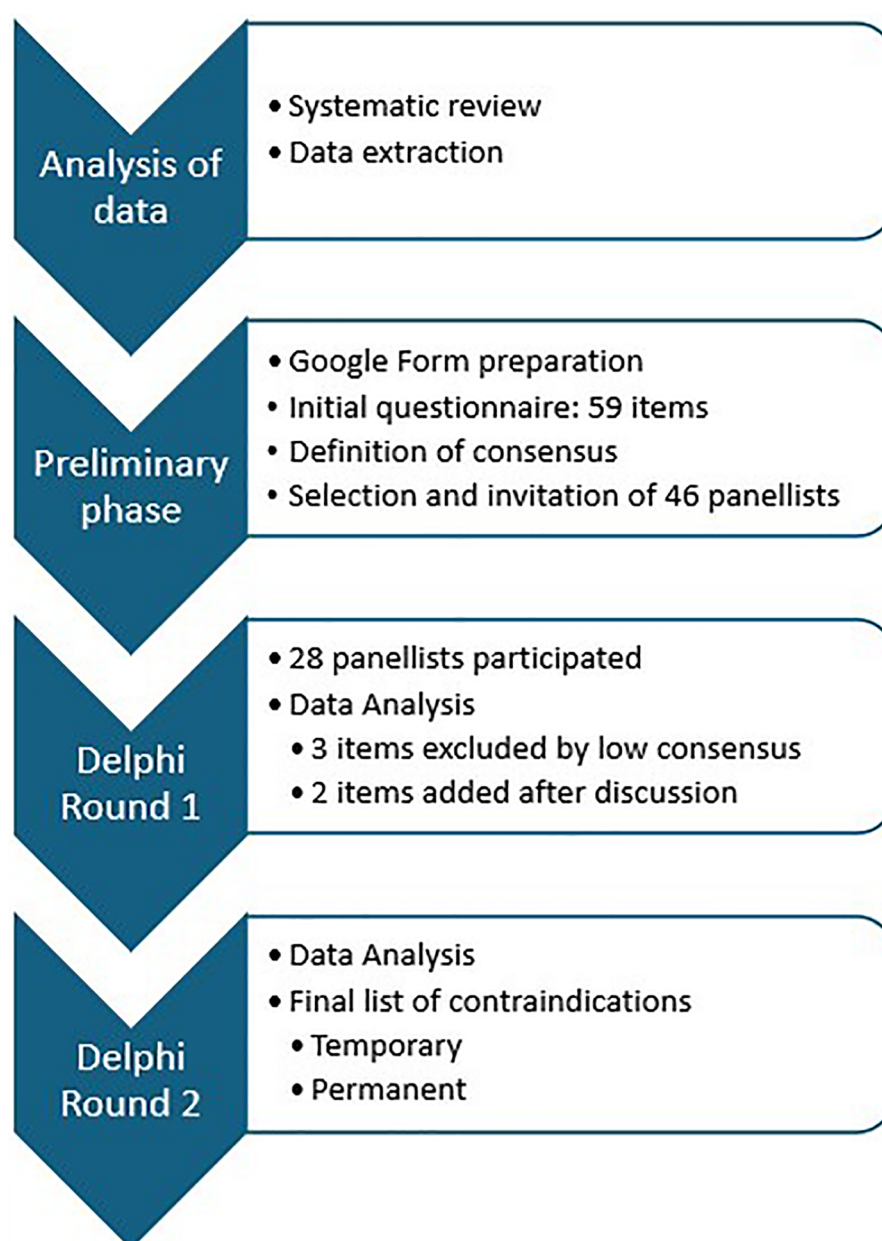 Analysis of
data
• Systematic review
• Data extraction
Preliminary
phase
• Google Form preparation
• Initial questionnaire: 59 items
• Definition of consensus
• Selection and invitation of 46 panellists
Delphi
Round 1
• 28 panellists participated
• Data Analysis
• 3 items excluded by low consensus
• 2 items added after discussion
Delphi
Round 2
• Data Analysis
• Final list of contraindications
• Temporary
• Permanent